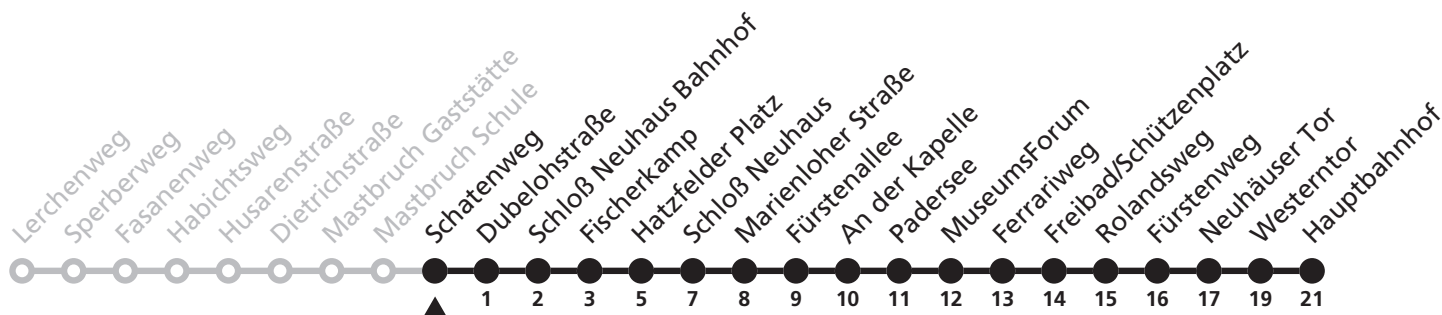 Lerchenweg
Sperberweg
Fasanenweg
Habichtsweg
Husarenstraße
Dietrichstraße
Mastbruch Gaststätte
Mastbruch Schule
Schatenweg
Dubelohstraße
Schloß Neuhaus Bahnhof
Fischerkamp
Hatzfelder Platz
Schloß Neuhaus
Marienloher Straße
Fürstenallee
An der Kapelle
Padersee
MuseumsForum
Ferrariweg
Freibad/Schützenplatz
Rolandsweg
Fürstenweg
Neuhäuser Tor
Westerntor
Hauptbahnhof
1 2 3 5 7 8 9 10 11 12 13 14 15 16 17 19 21